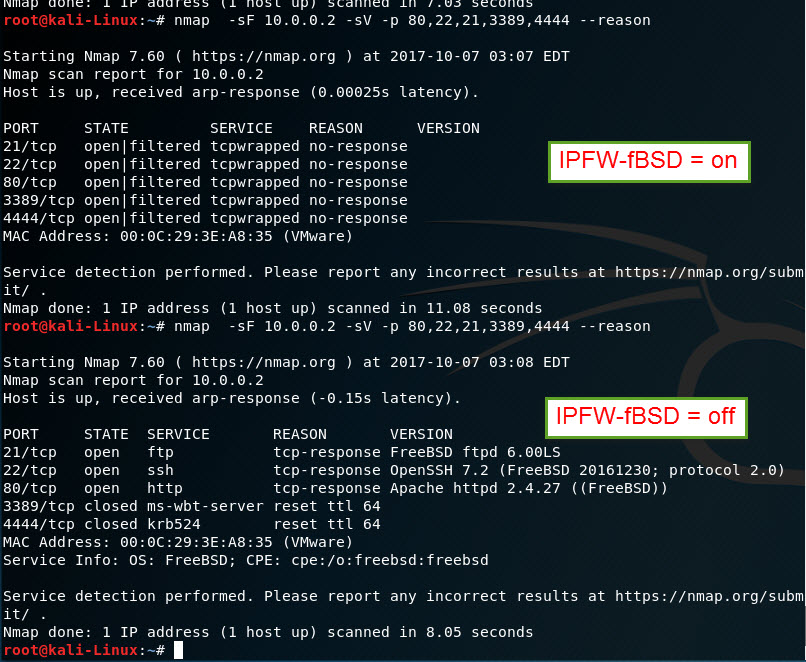 Nmap done: 1 IP address (1 host up) scanned in 7.03 seconds
root@kali-Linux:~# nmap  -sF 10.0.0.2 -sV -p 80,22,21,3389,4444 --reason
Starting Nmap 7.60 ( https://nmap.org ) at 2017-10-07 03:07 EDT
Nmap scan report for 10.0.0.2
Host is up, received arp-response (0.00025s latency).
PORT     STATE         SERVICE    REASON      VERSION
21/tcp   open|filtered tcpwrapped no-response
IPFW-fBSD = on
22/tcp   open|filtered tcpwrapped no-response
80/tcp   open|filtered tcpwrapped no-response
3389/tcp open|filtered tcpwrapped no-response
4444/tcp open|filtered tcpwrapped no-response
MAC Address: 00:0C:29:3E:A8:35 (VMware)
Service detection performed. Please report any incorrect results at https://nmap.org/subm
it/ .
Nmap done: 1 IP address (1 host up) scanned in 11.08 seconds
root@kali-Linux:~# nmap  -sF 10.0.0.2 -sV -p 80,22,21,3389,4444 --reason
Starting Nmap 7.60 ( https://nmap.org ) at 2017-10-07 03:08 EDT
Nmap scan report for 10.0.0.2
Host is up, received arp-response (-0.15s latency).
IPFW-fBSD = off
PORT     STATE  SERVICE       REASON       VERSION
21/tcp   open   ftp           tcp-response FreeBSD ftpd 6.00LS
22/tcp   open   ssh           tcp-response OpenSSH 7.2 (FreeBSD 20161230; protocol 2.0)
80/tcp   open   http          tcp-response Apache httpd 2.4.27 ((FreeBSD))
3389/tcp closed ms-wbt-server reset ttl 64
4444/tcp closed krb524        reset ttl 64
MAC Address: 00:0C:29:3E:A8:35 (VMware)
Service Info: OS: FreeBSD; CPE: cpe:/o:freebsd:freebsd
Service detection performed. Please report any incorrect results at https://nmap.org/subm
it/ .
Nmap done: 1 IP address (1 host up) scanned in 8.05 seconds
root@kali-Linux:~#